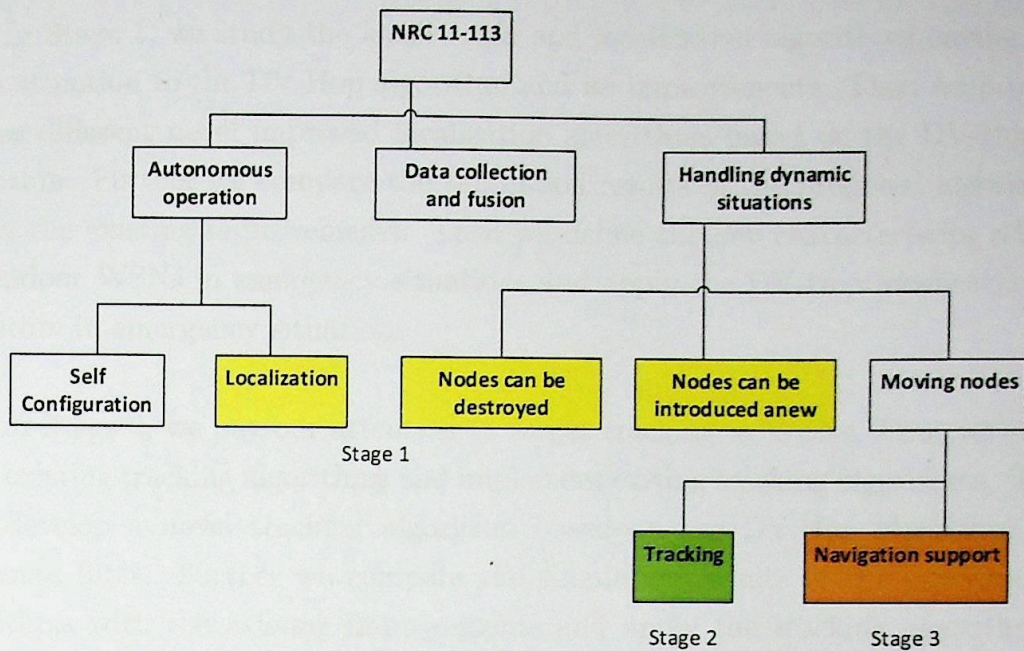 NRC 11-113
Autonomous
operation
Data collection
and fusion
Handling dynamic
situations
Self
Configuration
Localization
Nodes can be
destroyed
Nodes can be
introduced anew
Moving nodes
Stage 1
Tracking
Navigation support
Stage 2
Stage 3